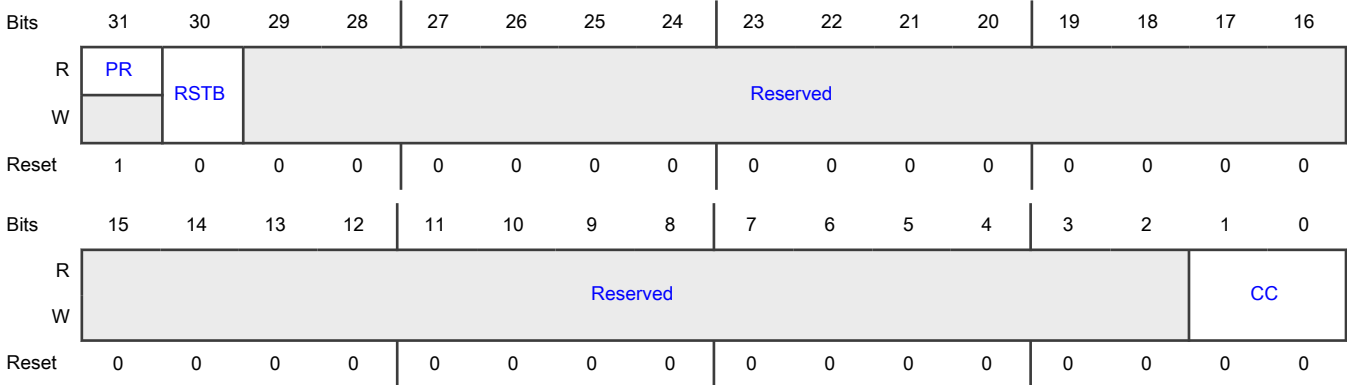 Bits 31 30 29 28 27 26 25 24 23 22 21 20 19 18 17 16
R PR
RSTB Reserved
W
Reset 1 0 0 0 0 0 0 0 0 0 0 0 0 0 0 0
Bits 15 14 13 12 11 10 9 8 7 6 5 4 3 2 1 0
R
Reserved CC
W
Reset 0 0 0 0 0 0 0 0 0 0 0 0 0 0 0 0